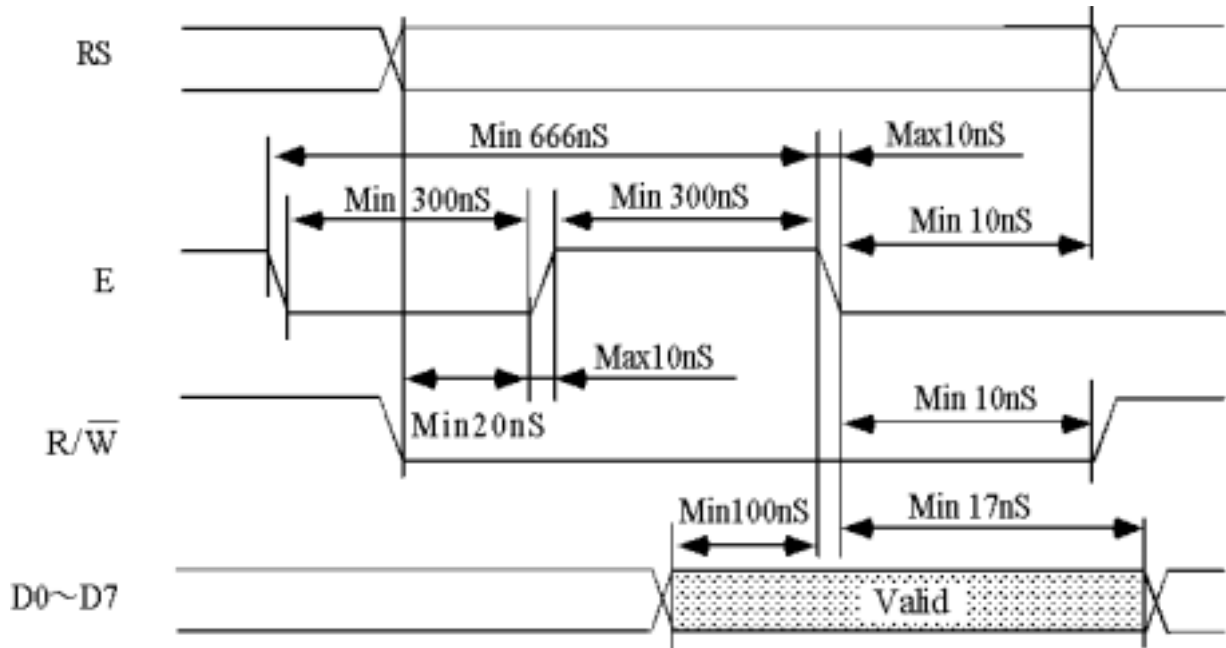 RS
Min 666nS
Max10nS
Min 300nS
Min 300nS
Min 10nS
E
Max10nS
Min20nS
Min 10nS
R/W̅
Min100nS
Min 17nS
D0～D7
Valid